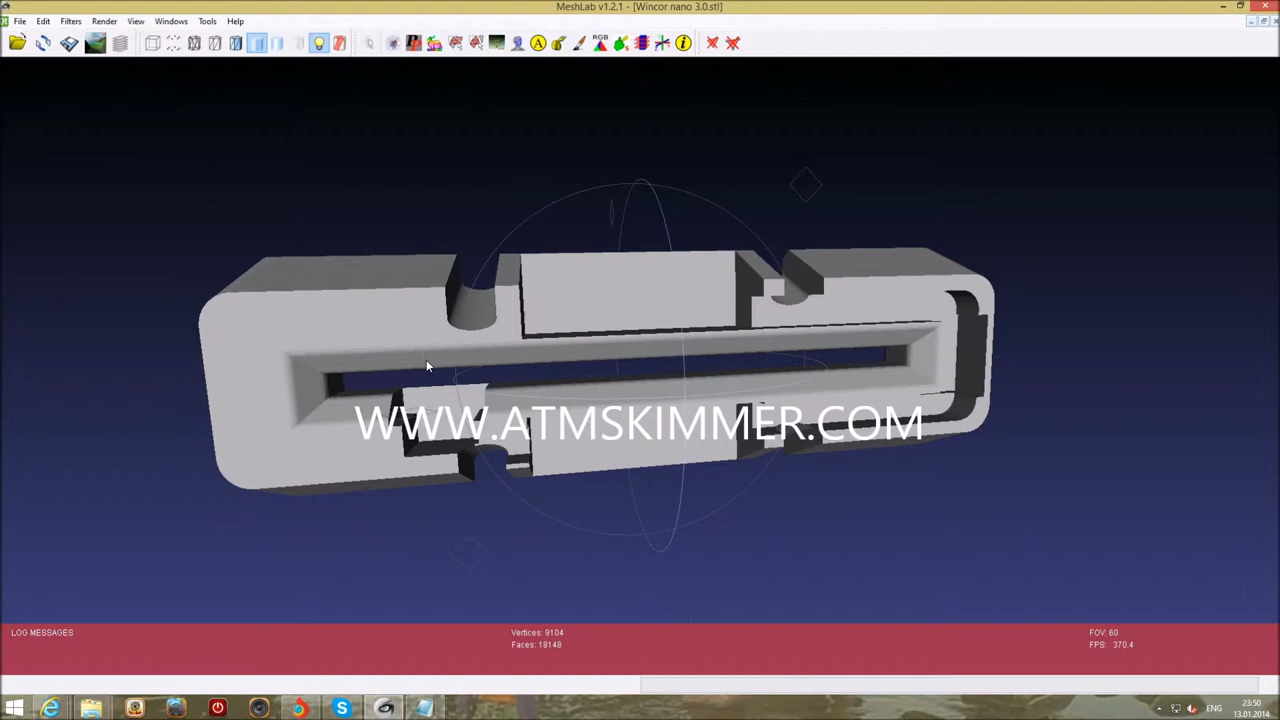 MeshLab v1.2.1 - [Wincor nano 3.0.stl]
File Edit Filters Render View Windows Tools Help
A RGB i
WWW.ATMSKIMMER.COM
LOG MESSAGES
Vertices: 9104
Faces: 18148
FOV: 60
FPS: 370.4
ENG
23:50
13.01.2014